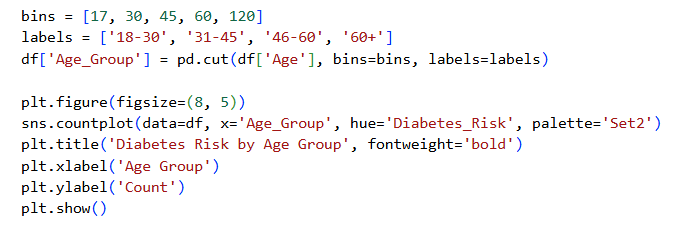 bins = [17, 30, 45, 60, 120]
labels = ['18-30', '31-45', '46-60', '60+']
df['Age_Group'] = pd.cut(df['Age'], bins=bins, labels=labels)
plt.figure(figsize=(8, 5))
sns.countplot(data=df, x='Age_Group', hue='Diabetes_Risk', palette='Set2')
plt.title('Diabetes Risk by Age Group', fontweight='bold')
plt.xlabel('Age Group')
plt.ylabel('Count')
plt.show()